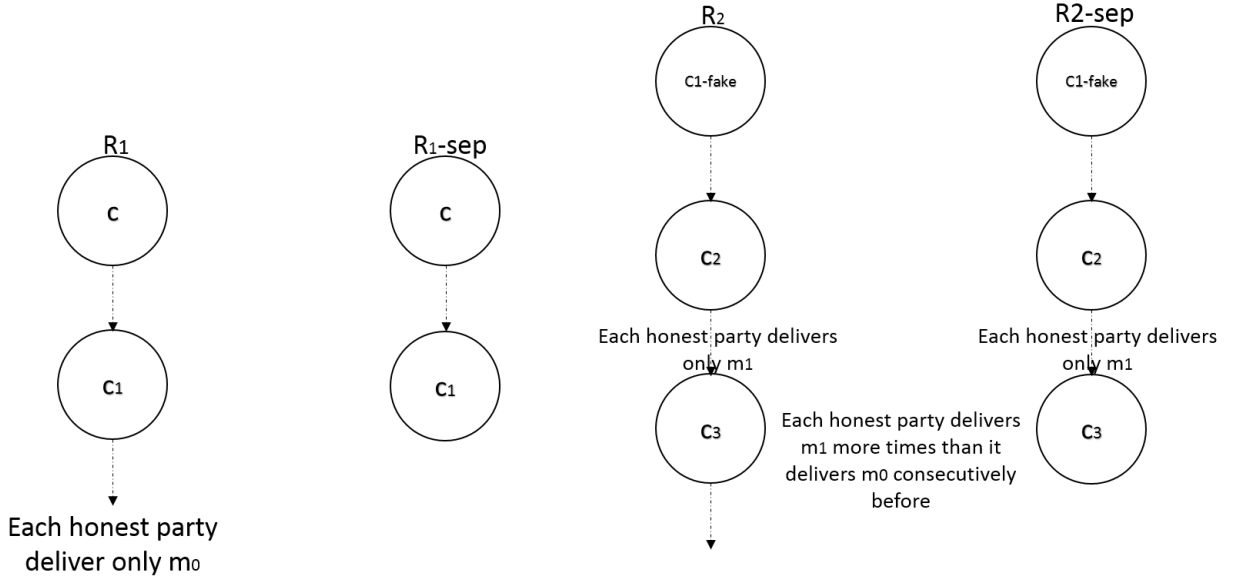 R1
C
C1
Each honest party
deliver only m0
R1-sep
C
C1
R2
C1-fake
C2
Each honest party delivers
only m1
C3
Each honest party delivers
m1 more times than it
delivers m0 consecutively
before
R2-sep
C1-fake
C2
Each honest party delivers
only m1
C3